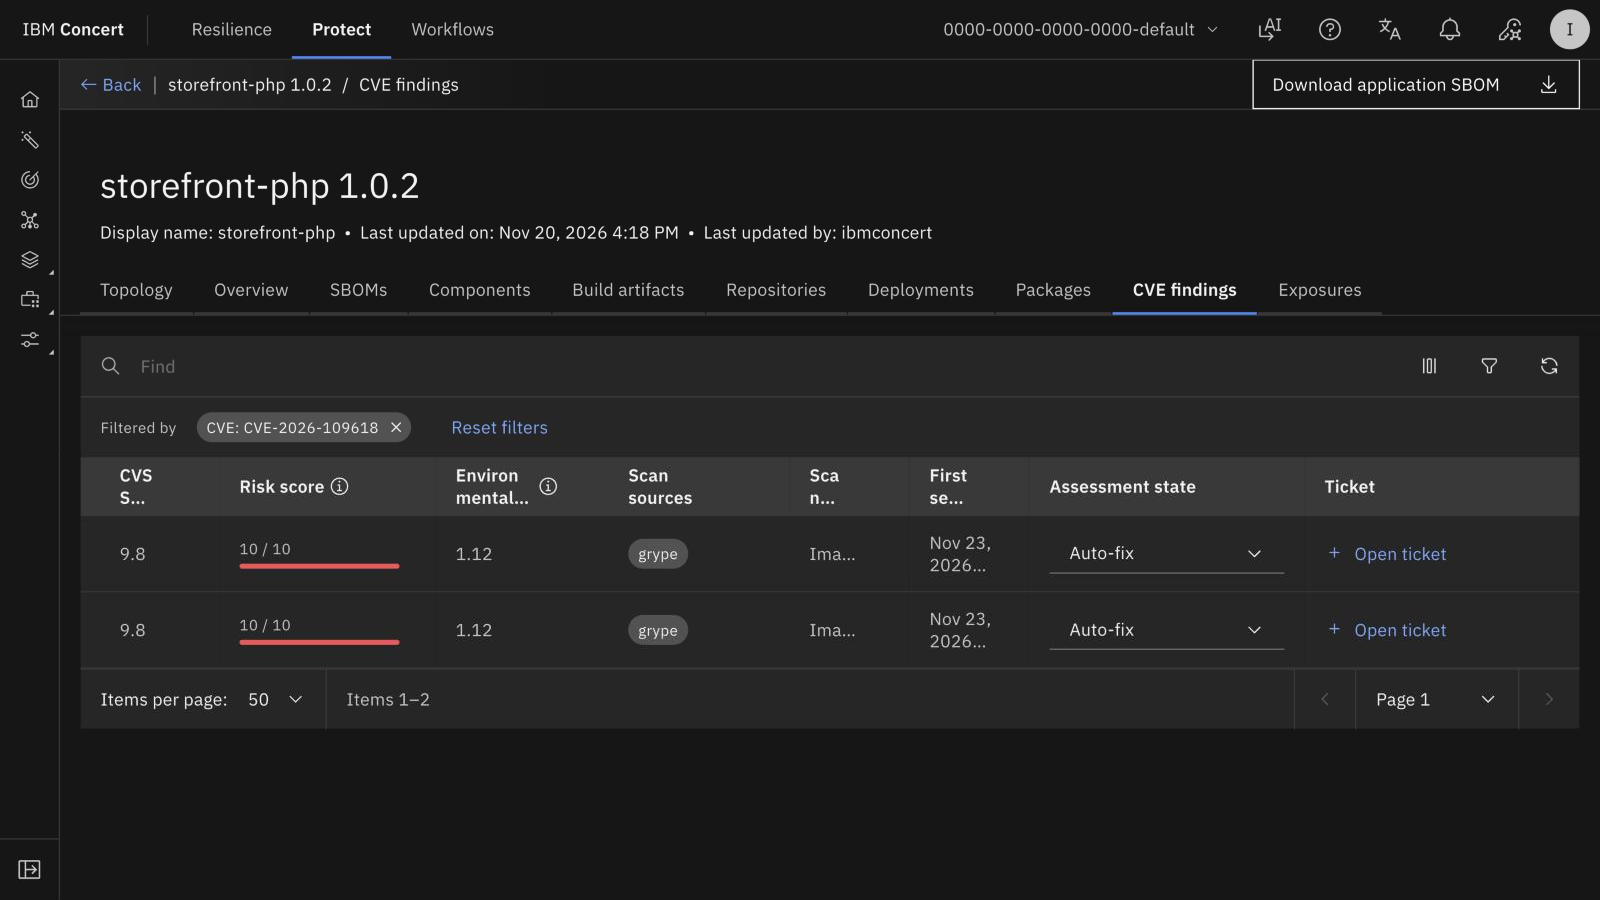 IBM Concert
Resilience
Protect
Workflows
0000-0000-0000-0000-default
I
Back | storefront-php 1.0.2 / CVE findings
Download application SBOM
storefront-php 1.0.2
Display name: storefront-php • Last updated on: Nov 20, 2026 4:18 PM • Last updated by: ibmconcert
Topology
Overview
SBOMs
Components
Build artifacts
Repositories
Deployments
Packages
CVE findings
Exposures
Find
Filtered by
CVE: CVE-2026-109618
Reset filters
CVS
S...
Risk score
Environ
mental...
Scan
sources
Sca
n...
First
se...
Assessment state
Ticket
9.8
10 / 10
1.12
grype
Ima...
Nov 23,
2026...
Auto-fix
+ Open ticket
9.8
10 / 10
1.12
grype
Ima...
Nov 23,
2026...
Auto-fix
+ Open ticket
Items per page: 50
Items 1–2
Page 1